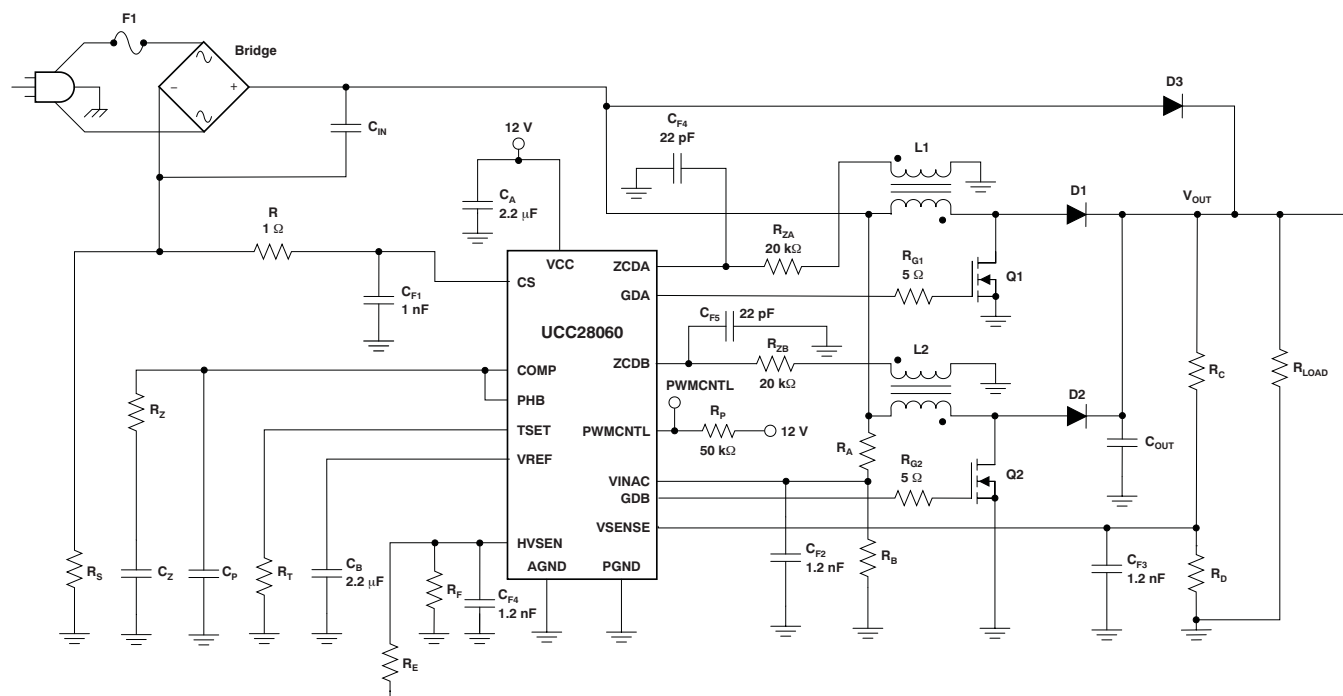 F1
Bridge
–
+
C_IN
D3
12 V
C_F4
22 pF
L1
C_A
2.2 μF
R
1 Ω
R_ZA
20 kΩ
D1
V_OUT
VCC
ZCDA
CS
R_G1
5 Ω
Q1
C_F1
1 nF
GDA
UCC28060
C_F5
22 pF
L2
ZCDB
R_ZB
20 kΩ
R_C
R_LOAD
COMP
PHB
PWMCNTL
D2
R_Z
TSET
PWMCNTL
R_P
50 kΩ
12 V
R_A
C_OUT
VREF
R_G2
5 Ω
Q2
VINAC
GDB
VSENSE
HVSEN
AGND
PGND
R_S
C_Z
C_P
R_T
C_B
2.2 μF
R_F
C_F4
1.2 nF
C_F2
1.2 nF
R_B
C_F3
1.2 nF
R_D
R_E